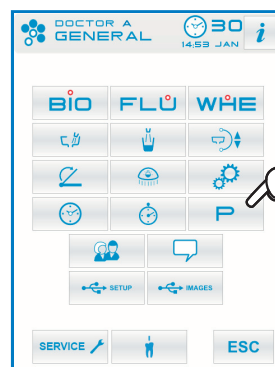 DOCTOR A
GENERAL
30
14:53 JAN
i
BIO FLU WHE
P
SETUP IMAGES
SERVICE ESC